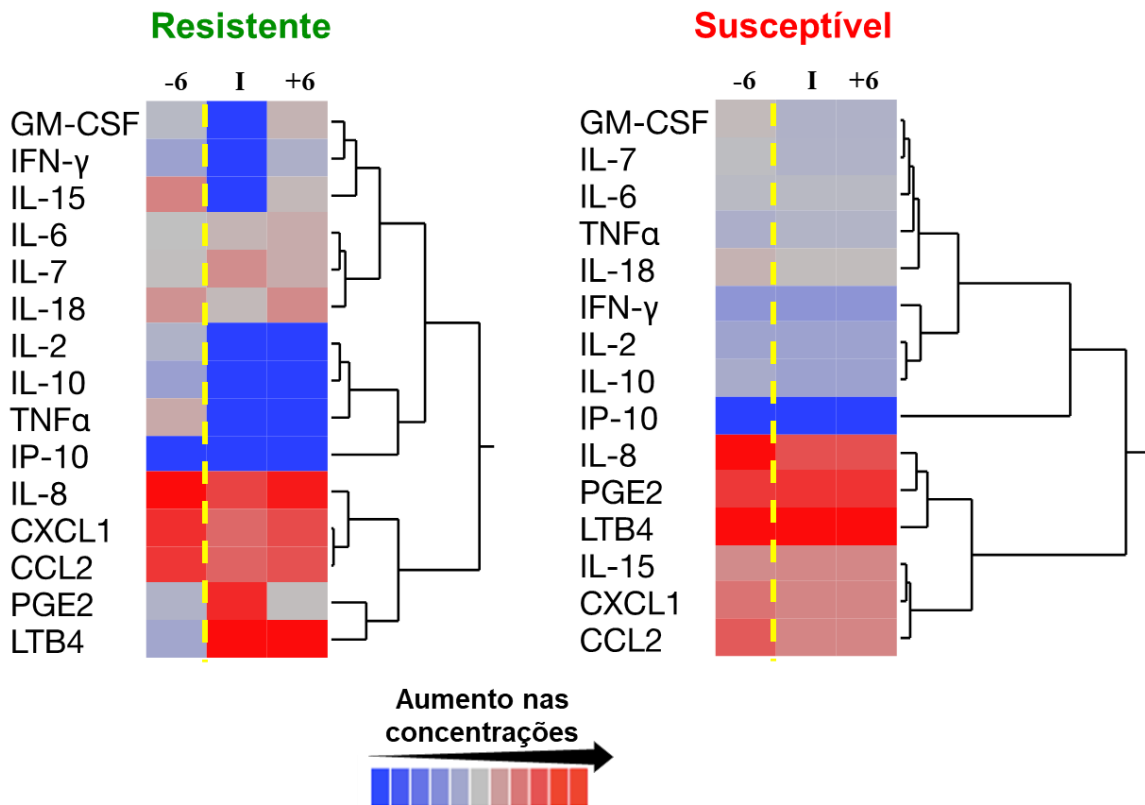 Resistente
-6 I +6
GM-CSF
IFN-γ
IL-15
IL-6
IL-7
IL-18
IL-2
IL-10
TNFα
IP-10
IL-8
CXCL1
CCL2
PGE2
LTB4
Susceptível
-6 I +6
GM-CSF
IL-7
IL-6
TNFα
IL-18
IFN-γ
IL-2
IL-10
IP-10
IL-8
PGE2
LTB4
IL-15
CXCL1
CCL2
Aumento nas
concentrações